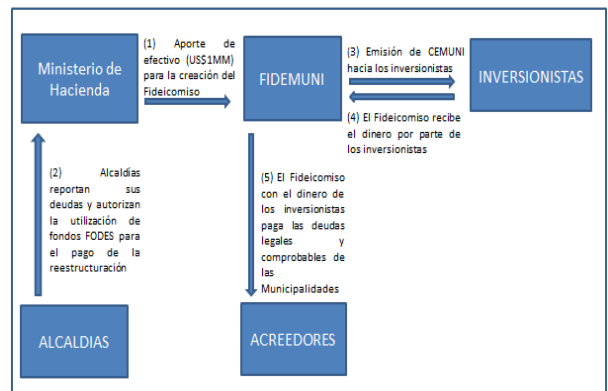 Ministerio de
Hacienda
(1) Aporte de
efectivo (US$1MM)
para la creación del
Fideicomiso
FIDEMUNI
(3) Emisión de CEMUNI
hacia los inversionistas
INVERSIONISTAS
(4) El Fideicomiso recibe
el dinero por parte de
los inversionistas
(2) Alcaldías
reportan sus
deudas y autorizan
la utilización de
fondos FODES para
el pago de la
reestructuración
(5) El Fideicomiso
con el dinero de
los inversionistas
paga las deudas
legales y
comprobables de
las
Municipalidades
ALCALDIAS
ACREEDORES